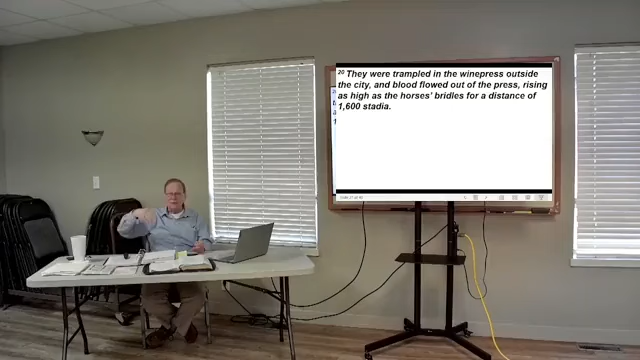 20 They were trampled in the winepress outside
the city, and blood flowed out of the press, rising
as high as the horses' bridles for a distance of
1,600 stadia.